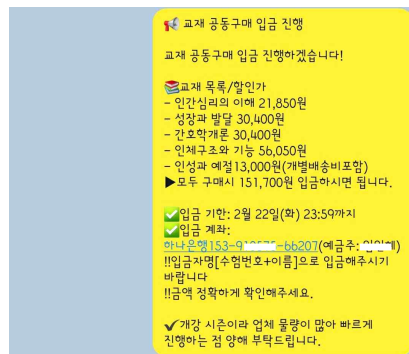 📢 교재 공동구매 입금 진행
교재 공동구매 입금 진행하겠습니다!
📚교재 목록/할인가
- 인간심리의 이해 21,850원
- 성장과 발달 30,400원
- 간호학개론 30,400원
- 인체구조와 기능 56,050원
- 인성과 예절13,000원(개별배송비포함)
▶모두 구매시 151,700원 입금하시면 됩니다.
✅입금 기한: 2월 22일(화) 23:59까지
✅입금 계좌:
(예금주:
‼입금자명[수험번호+이름]으로 입금해주시기
바랍니다
‼금액 정확하게 확인해주세요.
✔개강 시즌이라 업체 물량이 많아 빠르게
진행하는 점 양해 부탁드립니다.